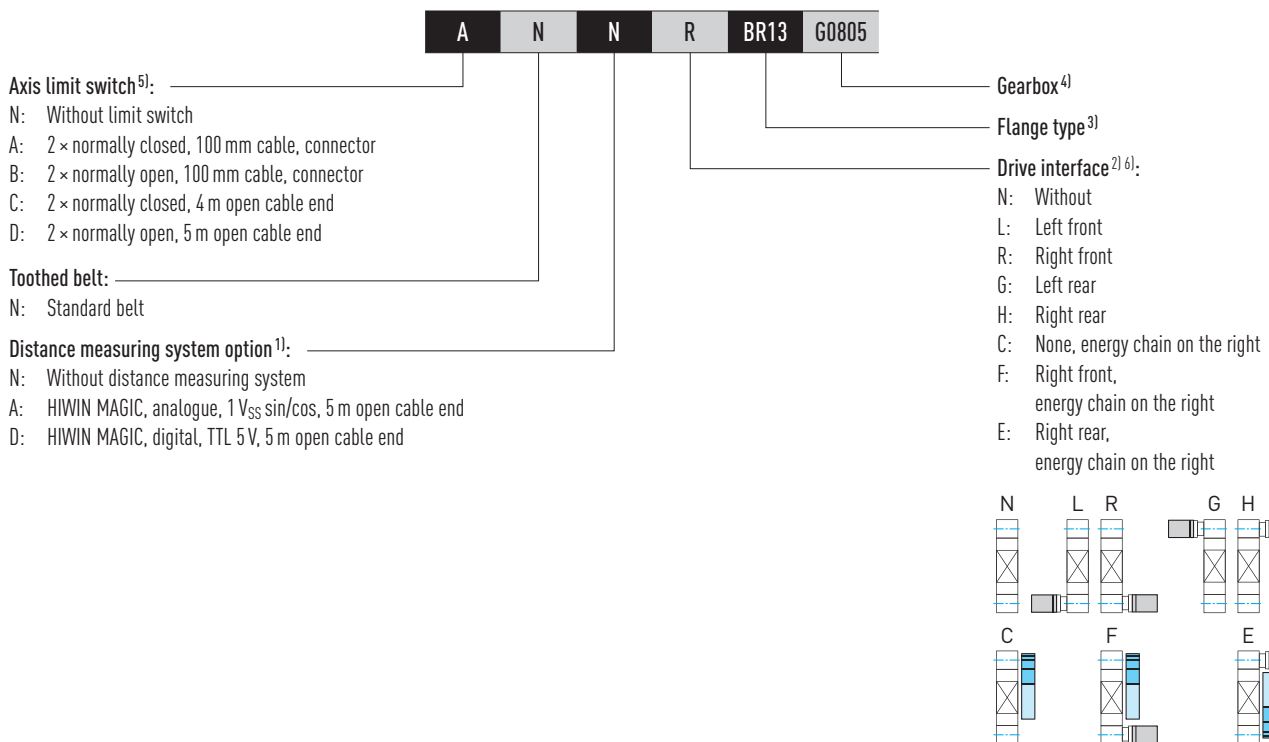 A N N R BR13 G0805
Axis limit switch⁵⁾:
N: Without limit switch
A: 2 × normally closed, 100 mm cable, connector
B: 2 × normally open, 100 mm cable, connector
C: 2 × normally closed, 4 m open cable end
D: 2 × normally open, 5 m open cable end
Toothed belt:
N: Standard belt
Distance measuring system option¹⁾:
N: Without distance measuring system
A: HIWIN MAGIC, analogue, 1 VSS sin/cos, 5 m open cable end
D: HIWIN MAGIC, digital, TTL 5 V, 5 m open cable end
Gearbox⁴⁾
Flange type³⁾
Drive interface²⁾ ⁶⁾:
N: Without
L: Left front
R: Right front
G: Left rear
H: Right rear
C: None, energy chain on the right
F: Right front,
energy chain on the right
E: Right rear,
energy chain on the right
N L R G H
C F E